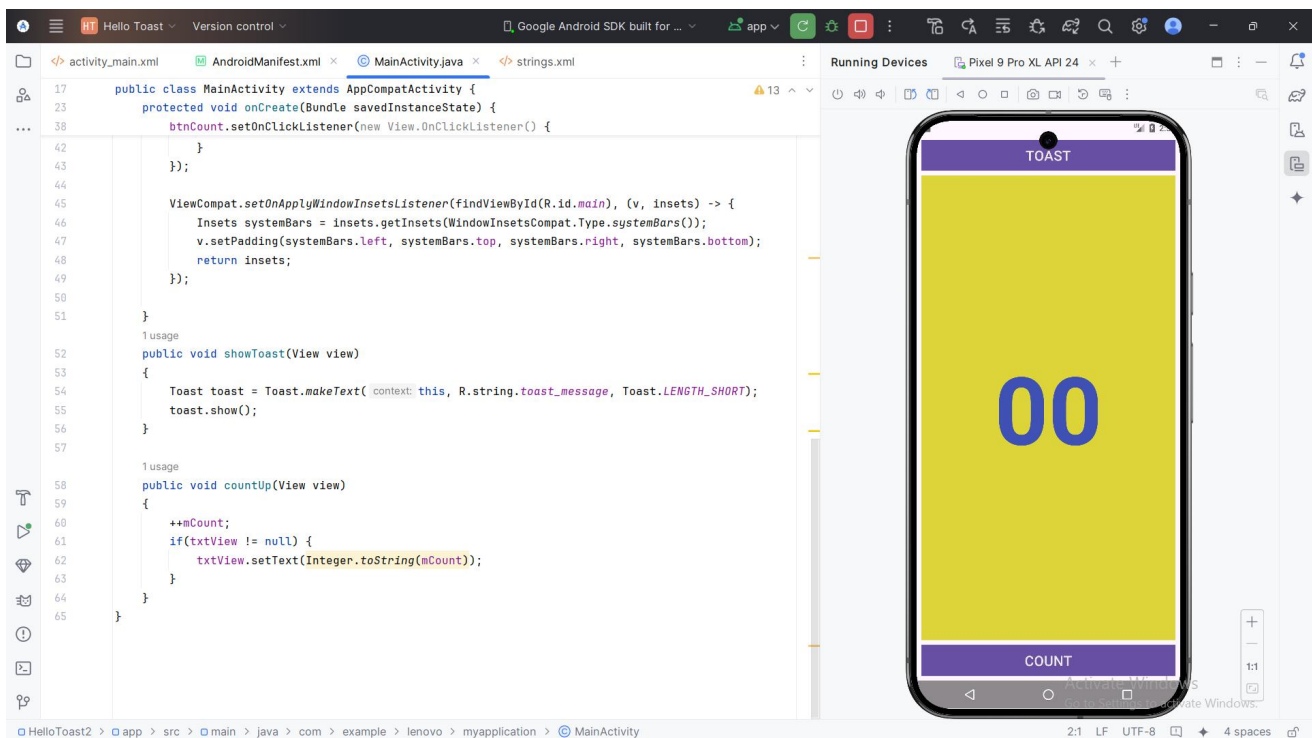 HT Hello Toast Version control Google Android SDK built for ... app
activity_main.xml AndroidManifest.xml MainActivity.java strings.xml Running Devices Pixel 9 Pro XL API 24
17 public class MainActivity extends AppCompatActivity { 13
23 protected void onCreate(Bundle savedInstanceState) {
38 btnCount.setOnClickListener(new View.OnClickListener() {
42 }
43 });
44
45 ViewCompat.setOnApplyWindowInsetsListener(findViewById(R.id.main), (v, insets) -> {
46 Insets systemBars = insets.getInsets(WindowInsetsCompat.Type.systemBars());
47 v.setPadding(systemBars.left, systemBars.top, systemBars.right, systemBars.bottom);
48 return insets;
49 });
50
51 }
1 usage
52 public void showToast(View view)
53 {
54 Toast toast = Toast.makeText( context: this, R.string.toast_message, Toast.LENGTH_SHORT);
55 toast.show();
56 }
57
1 usage
58 public void countUp(View view)
59 {
60 ++mCount;
61 if(txtView != null) {
62 txtView.setText(Integer.toString(mCount));
63 }
64 }
65 }
TOAST
00
COUNT
1:1
Activate Windows
Go to Settings to activate Windows.
HelloToast2 > app > src > main > java > com > example > lenovo > myapplication > MainActivity 2:1 LF UTF-8 4 spaces